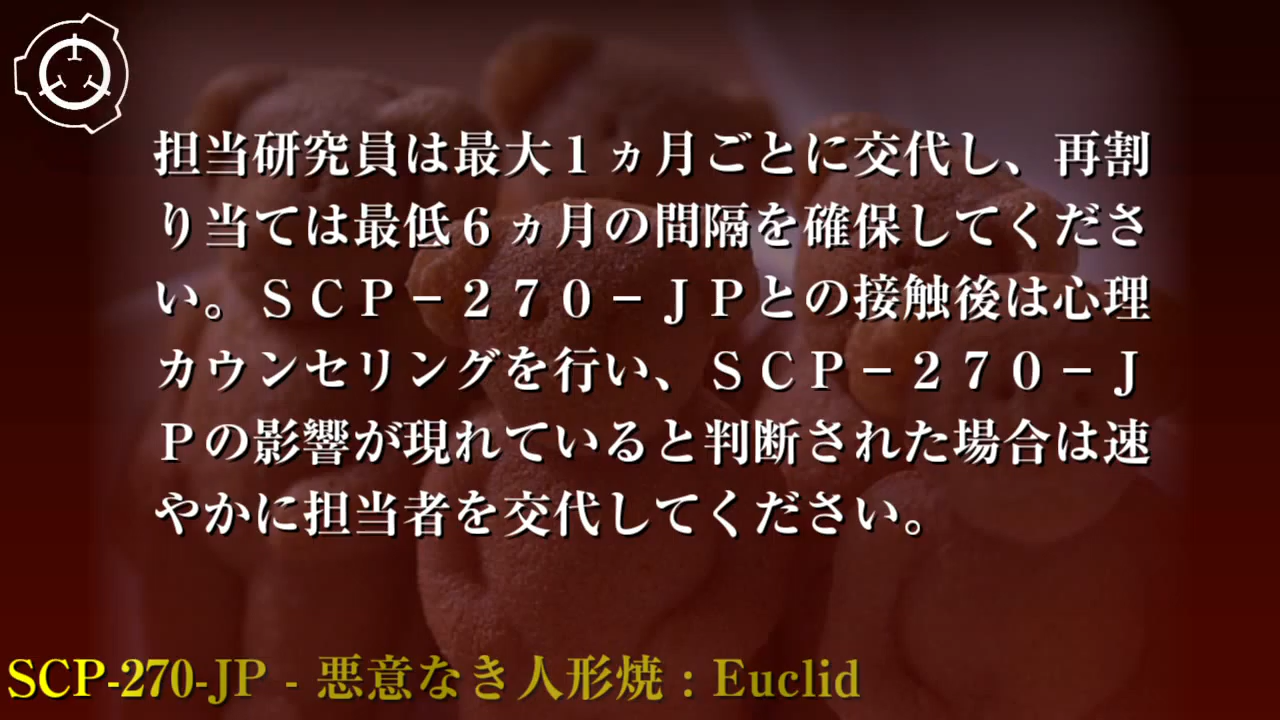 担当研究員は最大１ヵ月ごとに交代し、再割
り当ては最低６ヵ月の間隔を確保してくださ
い。ＳＣＰ－２７０－ＪＰとの接触後は心理
カウンセリングを行い、ＳＣＰ－２７０－Ｊ
Ｐの影響が現れていると判断された場合は速
やかに担当者を交代してください。
SCP-270-JP - 悪意なき人形焼 : Euclid